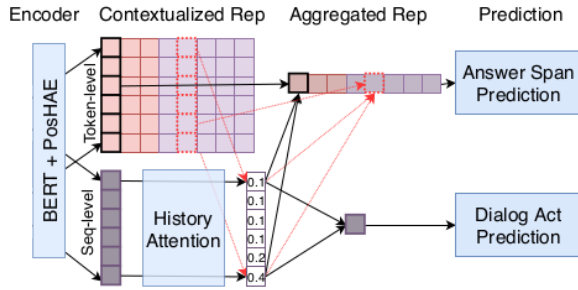 Encoder
Contextualized Rep
Aggregated Rep
Prediction
BERT + PosHAE
Token-level
Seq-level
History
Attention
0.1
0.1
0.1
0.1
0.2
0.4
Answer Span
Prediction
Dialog Act
Prediction